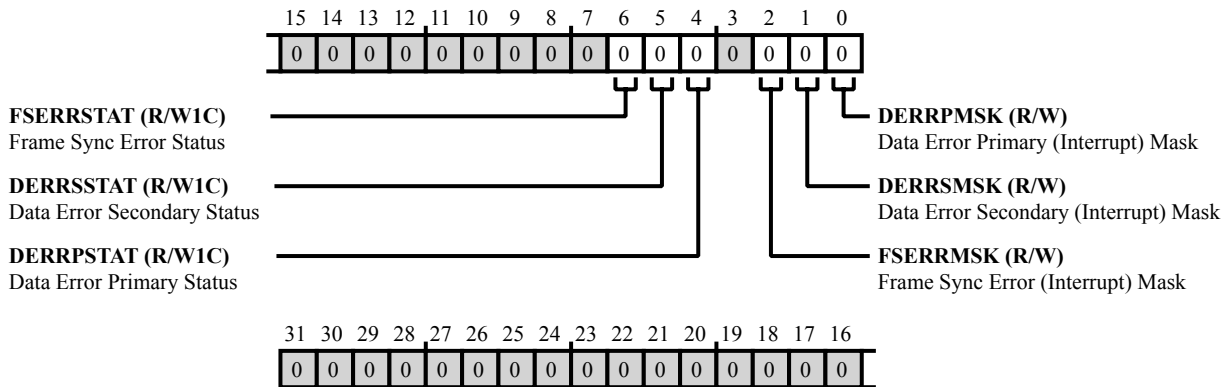 15 14 13 12 11 10 9 8 7 6 5 4 3 2 1 0
0 0 0 0 0 0 0 0 0 0 0 0 0 0 0 0
FSERRSTAT (R/W1C)
Frame Sync Error Status
DERRSSTAT (R/W1C)
Data Error Secondary Status
DERRPSTAT (R/W1C)
Data Error Primary Status
DERRPMSK (R/W)
Data Error Primary (Interrupt) Mask
DERRSMSK (R/W)
Data Error Secondary (Interrupt) Mask
FSERRMSK (R/W)
Frame Sync Error (Interrupt) Mask
31 30 29 28 27 26 25 24 23 22 21 20 19 18 17 16
0 0 0 0 0 0 0 0 0 0 0 0 0 0 0 0